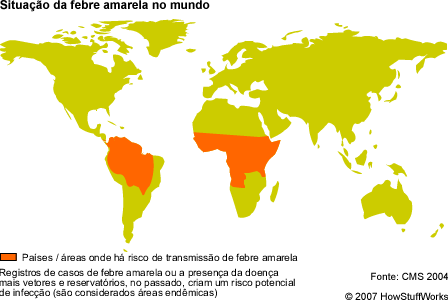 Situação da febre amarela no mundo
Países / áreas onde há risco de transmissão de febre amarela
Registros de casos de febre amarela ou a presença da doença
mais vetores e reservatórios, no passado, criam um risco potencial
de infecção (são considerados áreas endêmicas)
Fonte: CMS 2004
© 2007 HowStuffWorks